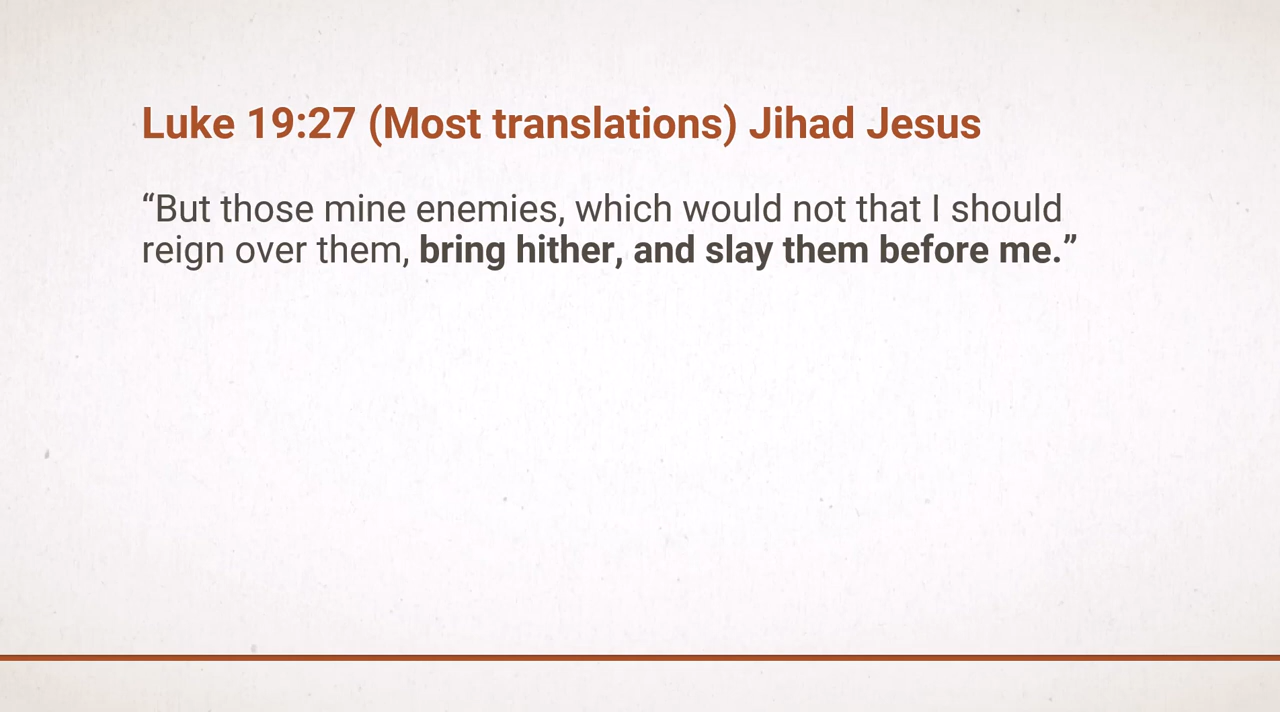 Luke 19:27 (Most translations) Jihad Jesus
“But those mine enemies, which would not that I should
reign over them, bring hither, and slay them before me.”